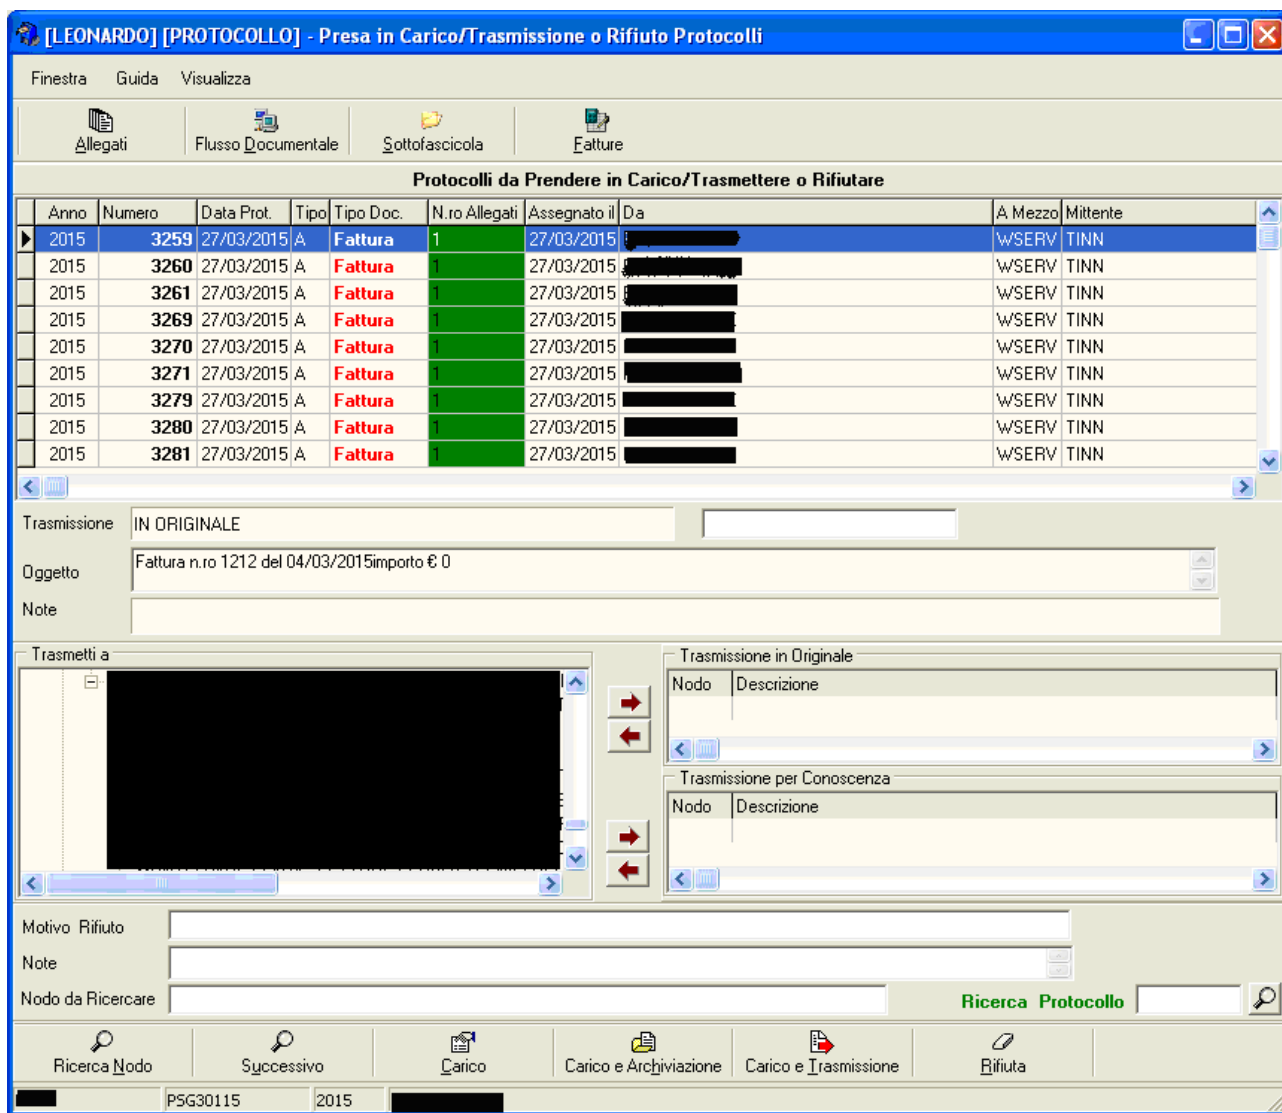 [LEONARDO] [PROTOCOLLO] - Presa in Carico/Trasmissione o Rifiuto Protocolli
Finestra Guida Visualizza
Allegati Flusso Documentale Sottofascicola Fatture
Protocolli da Prendere in Carico/Trasmettere o Rifiutare
Anno Numero Data Prot. Tipo Tipo Doc. N.ro Allegati Assegnato il Da A Mezzo Mittente
2015 3259 27/03/2015 A Fattura 1 27/03/2015 WSERV TINN
2015 3260 27/03/2015 A Fattura 1 27/03/2015 WSERV TINN
2015 3261 27/03/2015 A Fattura 1 27/03/2015 WSERV TINN
2015 3269 27/03/2015 A Fattura 1 27/03/2015 WSERV TINN
2015 3270 27/03/2015 A Fattura 1 27/03/2015 WSERV TINN
2015 3271 27/03/2015 A Fattura 1 27/03/2015 WSERV TINN
2015 3279 27/03/2015 A Fattura 1 27/03/2015 WSERV TINN
2015 3280 27/03/2015 A Fattura 1 27/03/2015 WSERV TINN
2015 3281 27/03/2015 A Fattura 1 27/03/2015 WSERV TINN
Trasmissione IN ORIGINALE
Oggetto Fattura n.ro 1212 del 04/03/2015importo € 0
Note
Trasmetti a
Trasmissione in Originale
Nodo Descrizione
Trasmissione per Conoscenza
Nodo Descrizione
Motivo Rifiuto
Note
Nodo da Ricercare Ricerca Protocollo
Ricerca Nodo Successivo Carico Carico e Archiviazione Carico e Trasmissione Rifiuta
PSG30115 2015